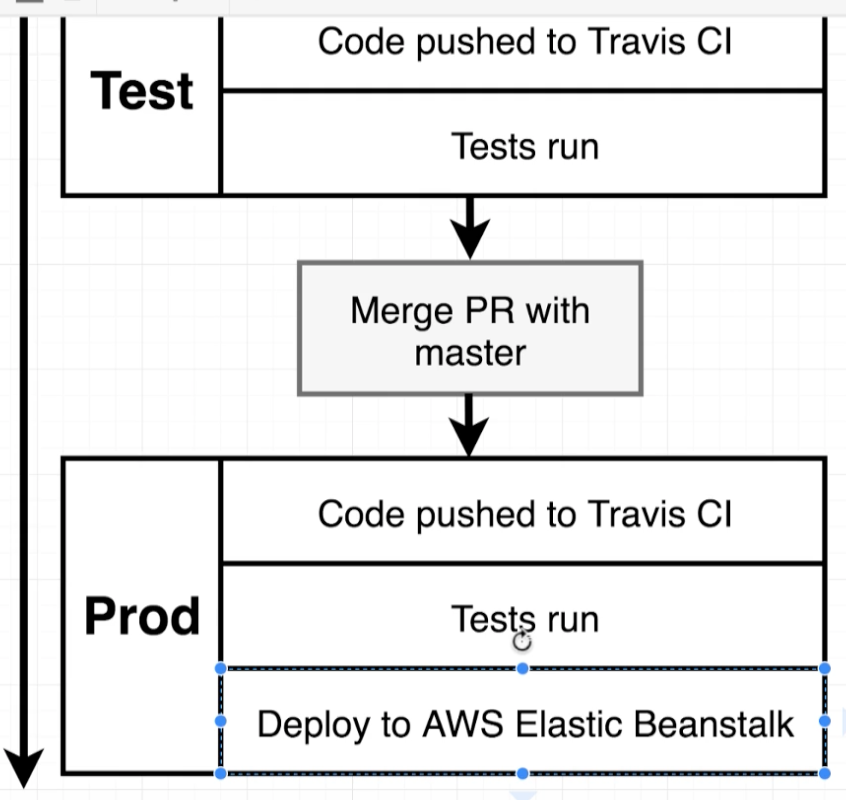 Code pushed to Travis CI
Test
Tests run
Merge PR with
master
Code pushed to Travis CI
Prod
Tests run
Deploy to AWS Elastic Beanstalk